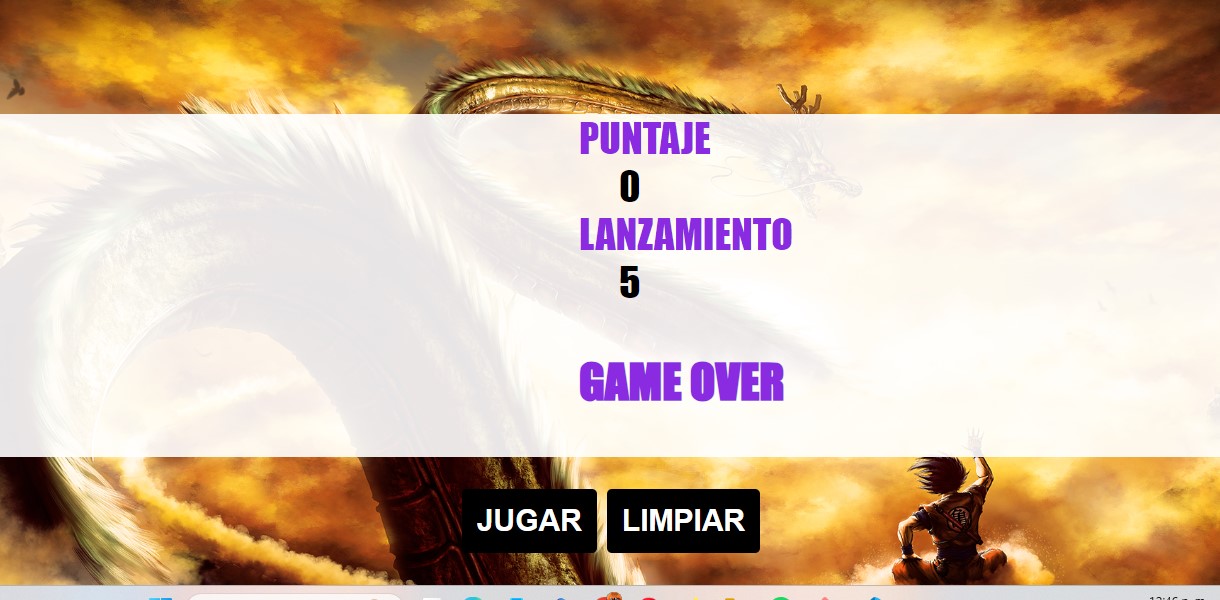 PUNTAJE
0
LANZAMIENTO
5
GAME OVER
JUGAR LIMPIAR